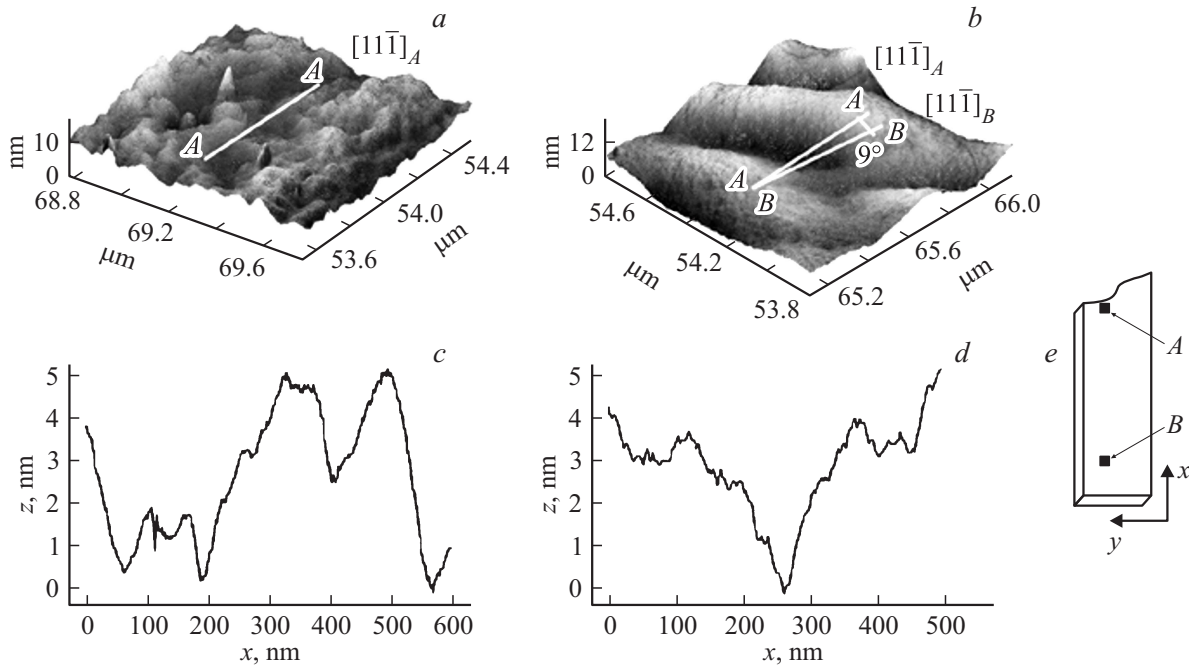 a
[111̄]A
A
A
nm
10
0
68.8
69.2
69.6
μm
53.6
54.0
54.4
μm
b
[111̄]A
[111̄]B
A
B
9°
A
B
nm
12
0
54.6
54.2
53.8
μm
65.2
65.6
66.0
μm
c
z, nm
5
4
3
2
1
0
0 100 200 300 400 500 600
x, nm
d
z, nm
5
4
3
2
1
0
0 100 200 300 400 500
x, nm
e
A
B
x
y